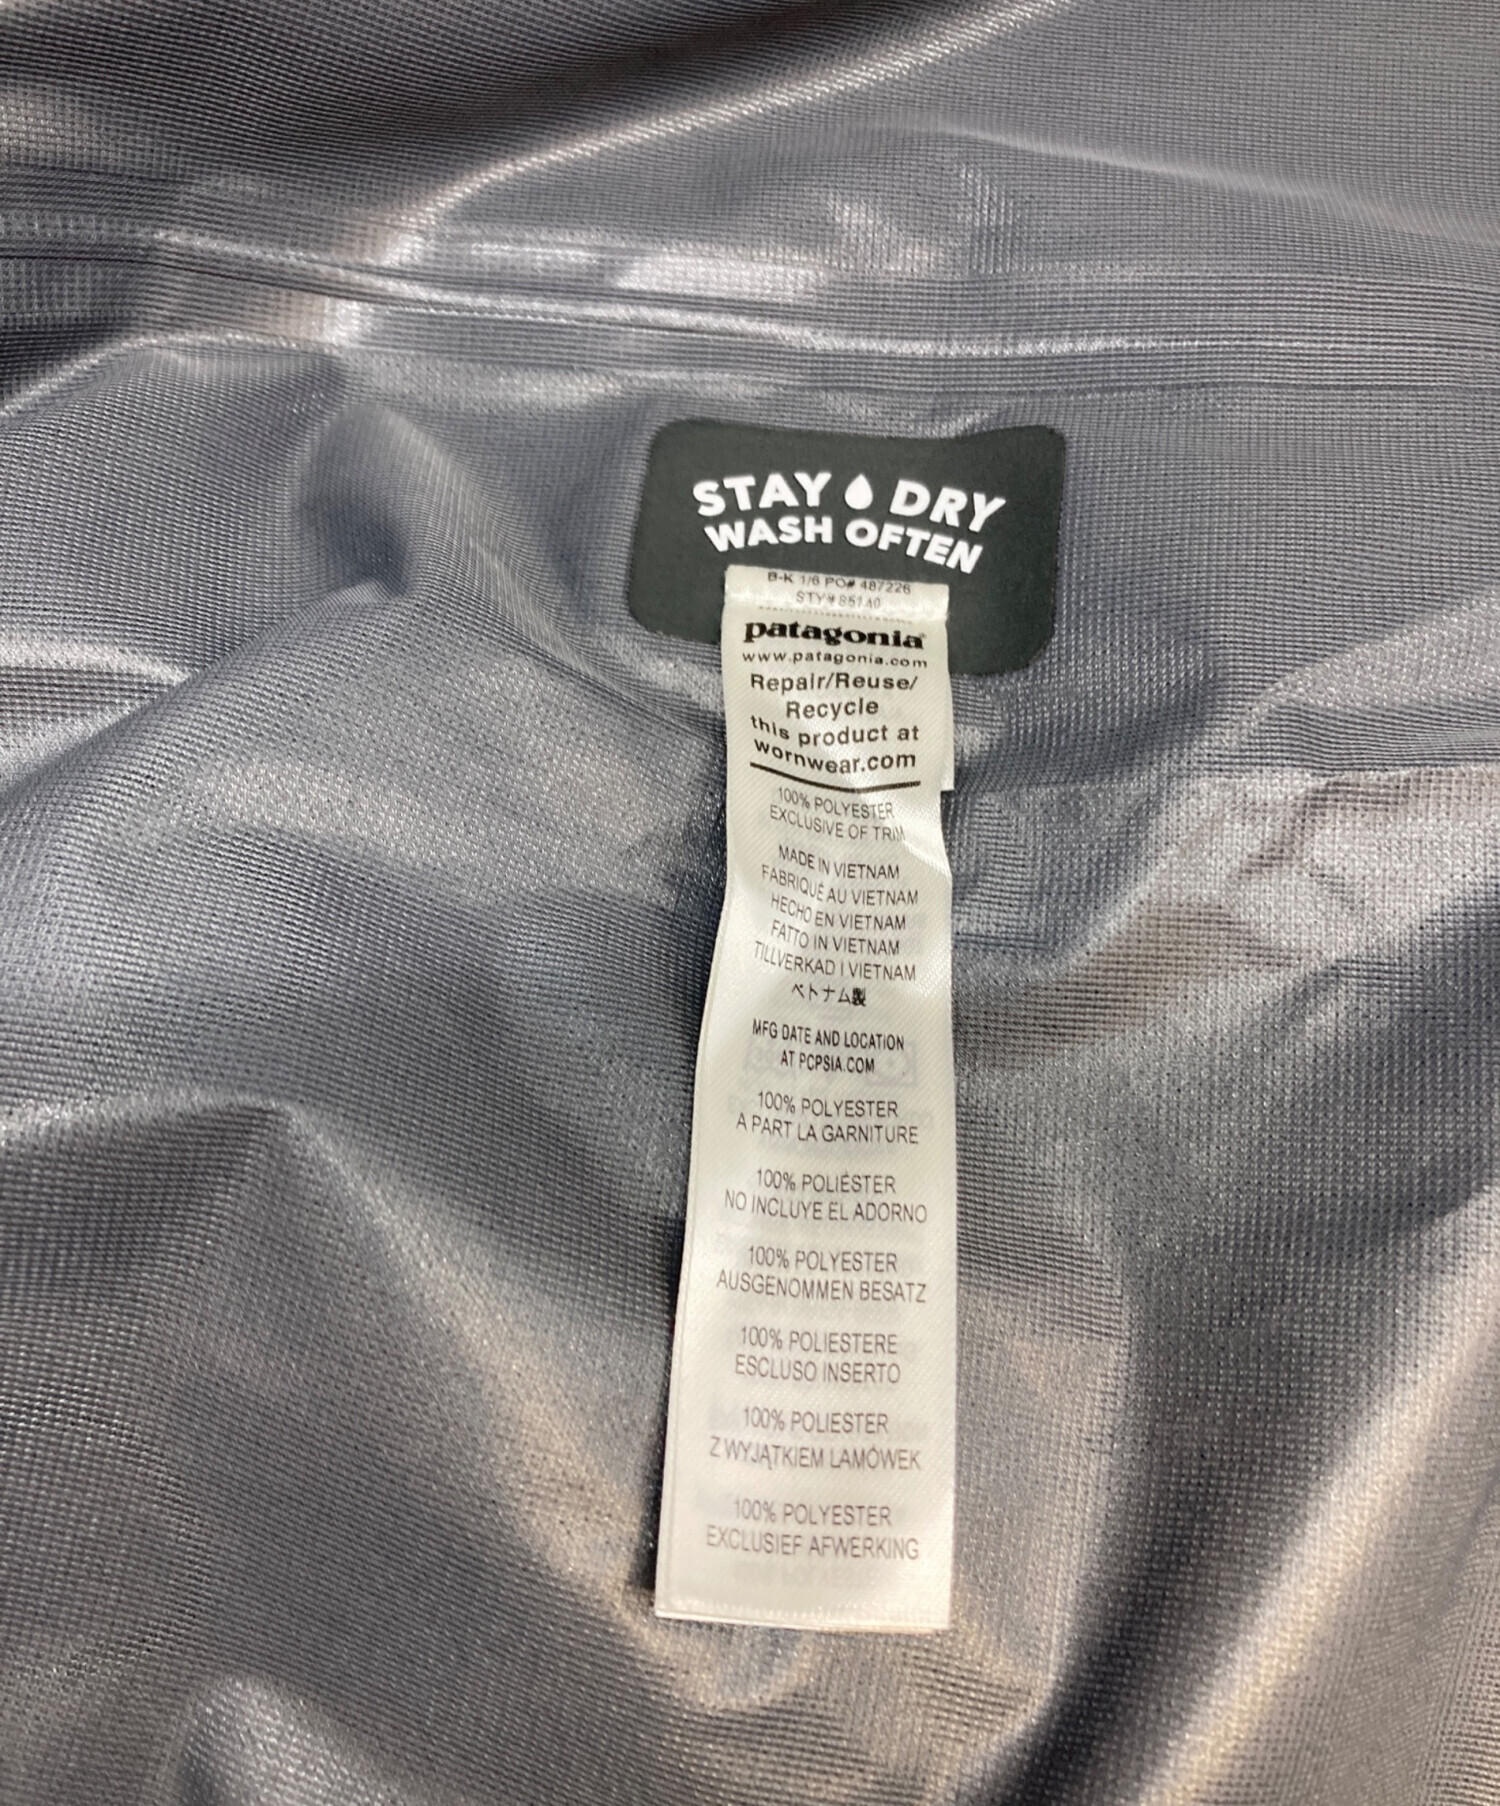 STAY DRY
WASH OFTEN
B-K 1/6 PO# 487226
STY# 85140
patagonia®
www.patagonia.com
Repair/Reuse/
Recycle
this product at
wornwear.com
100% POLYESTER
EXCLUSIVE OF TRIM
MADE IN VIETNAM
FABRIQUÉ AU VIETNAM
HECHO EN VIETNAM
FATTO IN VIETNAM
TILLVERKAD I VIETNAM
ベトナム製
MFG DATE AND LOCATION
AT PCPSIA.COM
100% POLYESTER
A PART LA GARNITURE
100% POLIÉSTER
NO INCLUYE EL ADORNO
100% POLYESTER
AUSGENOMMEN BESATZ
100% POLIESTERE
ESCLUSO INSERTO
100% POLIESTER
Z WYJĄTKIEM LAMÓWEK
100% POLYESTER
EXCLUSIEF AFWERKING